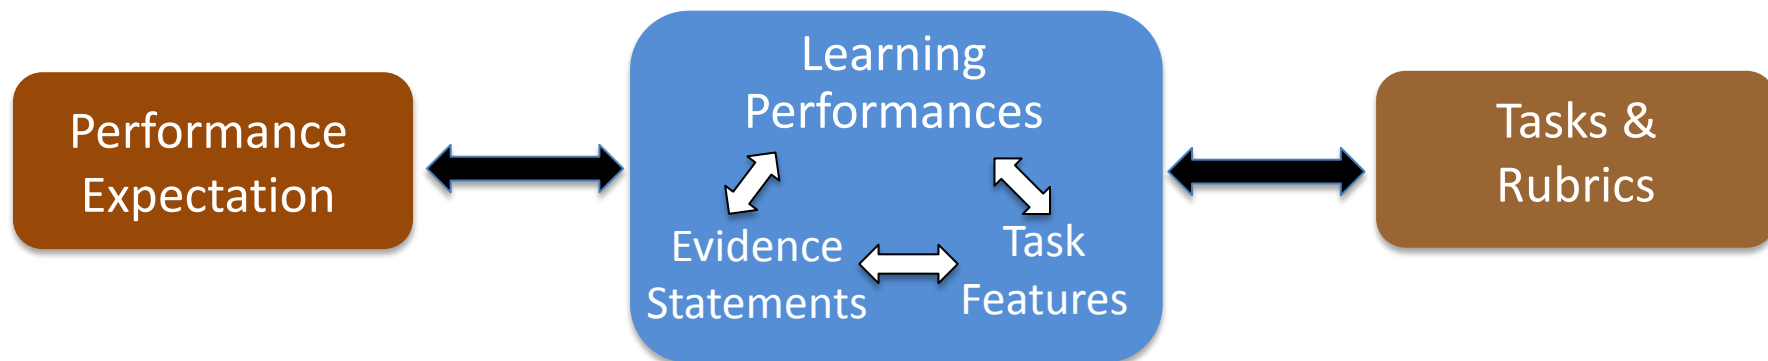 Performance
Expectation
Learning
Performances
Evidence
Statements
Task
Features
Tasks &
Rubrics